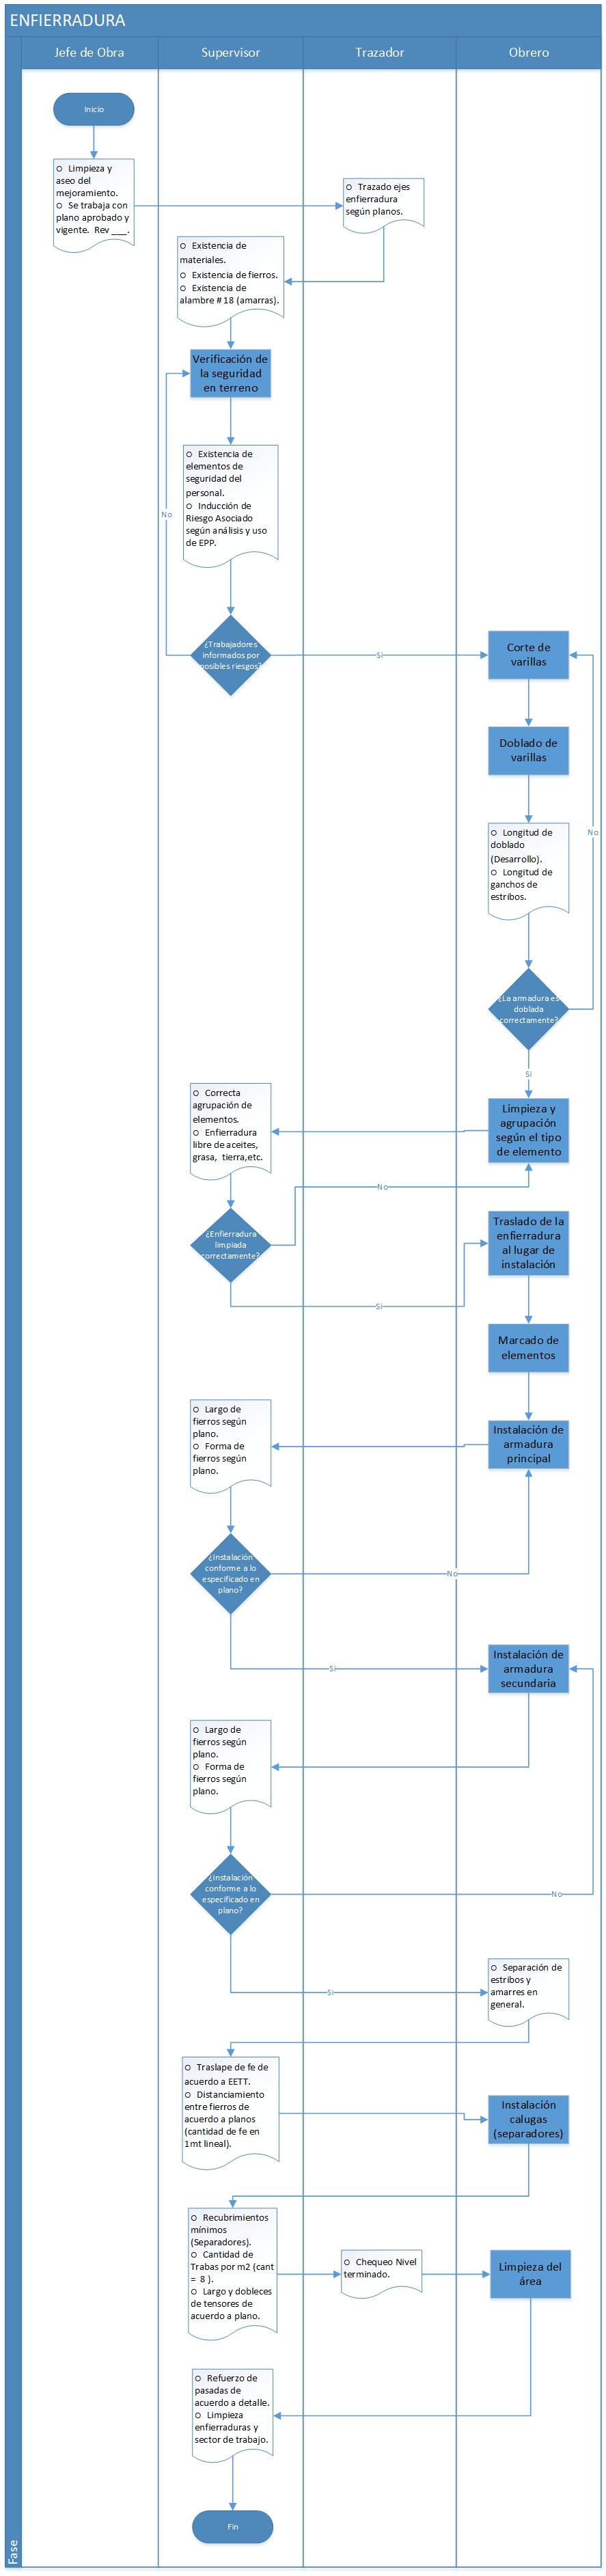 ENFIERRADURA
Jefe de Obra
Supervisor
Trazador
Obrero
Inicio
o Limpieza y
aseo del
mejoramiento.
o Se trabaja con
plano aprobado y
vigente. Rev ___.
o Trazado ejes
enfierradura
según planos.
o Existencia de
materiales.
o Existencia de fierros.
o Existencia de
alambre # 18 (amarras).
Verificación de
la seguridad
en terreno
o Existencia de
elementos de
seguridad del
personal.
o Inducción de
Riesgo Asociado
según análisis y uso
de EPP.
No
¿Trabajadores
informados por
posibles riesgos?
Si
Corte de
varillas
Doblado de
varillas
o Longitud de
doblado
(Desarrollo).
o Longitud de
ganchos de
estribos.
No
¿La armadura es
doblada
correctamente?
Si
Limpieza y
agrupación
según el tipo
de elemento
o Correcta
agrupación de
elementos.
o Enfierradura
libre de aceites,
grasa, tierra,etc.
No
¿Enfierradura
limpiada
correctamente?
Si
Traslado de la
enfierradura
al lugar de
instalación
Marcado de
elementos
Instalación de
armadura
principal
o Largo de
fierros según
plano.
o Forma de
fierros según
plano.
¿Instalación
conforme a lo
especificado en
plano?
No
Si
Instalación de
armadura
secundaria
o Largo de
fierros según
plano.
o Forma de
fierros según
plano.
¿Instalación
conforme a lo
especificado en
plano?
No
Si
o Separación de
estribos y
amarres en
general.
o Traslape de fe de
acuerdo a EETT.
o Distanciamiento
entre fierros de
acuerdo a planos
(cantidad de fe en
1mt lineal).
Instalación
calugas
(separadores)
o Recubrimientos
mínimos
(Separadores).
o Cantidad de
Trabas por m2 (cant
= 8 ).
o Largo y dobleces
de tensores de
acuerdo a plano.
o Chequeo Nivel
terminado.
Limpieza del
área
o Refuerzo de
pasadas de
acuerdo a detalle.
o Limpieza
enfierraduras y
sector de trabajo.
Fin
Fase